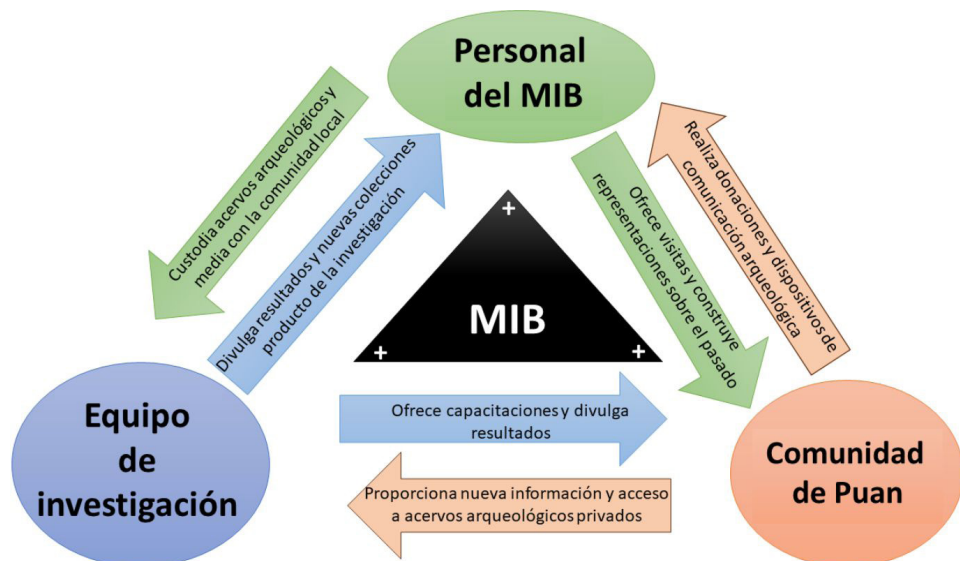 Personal
del MIB
Custodia acervos arqueológicos y
media con la comunidad local
Divulga resultados y nuevas colecciones
producto de la investigación
Ofrece visitas y construye
representaciones sobre el pasado
Realiza donaciones y dispositivos de
comunicación arqueológica
+
MIB
+ +
Equipo
de
investigación
Ofrece capacitaciones y divulga
resultados
Proporciona nueva información y acceso
a acervos arqueológicos privados
Comunidad
de Puan